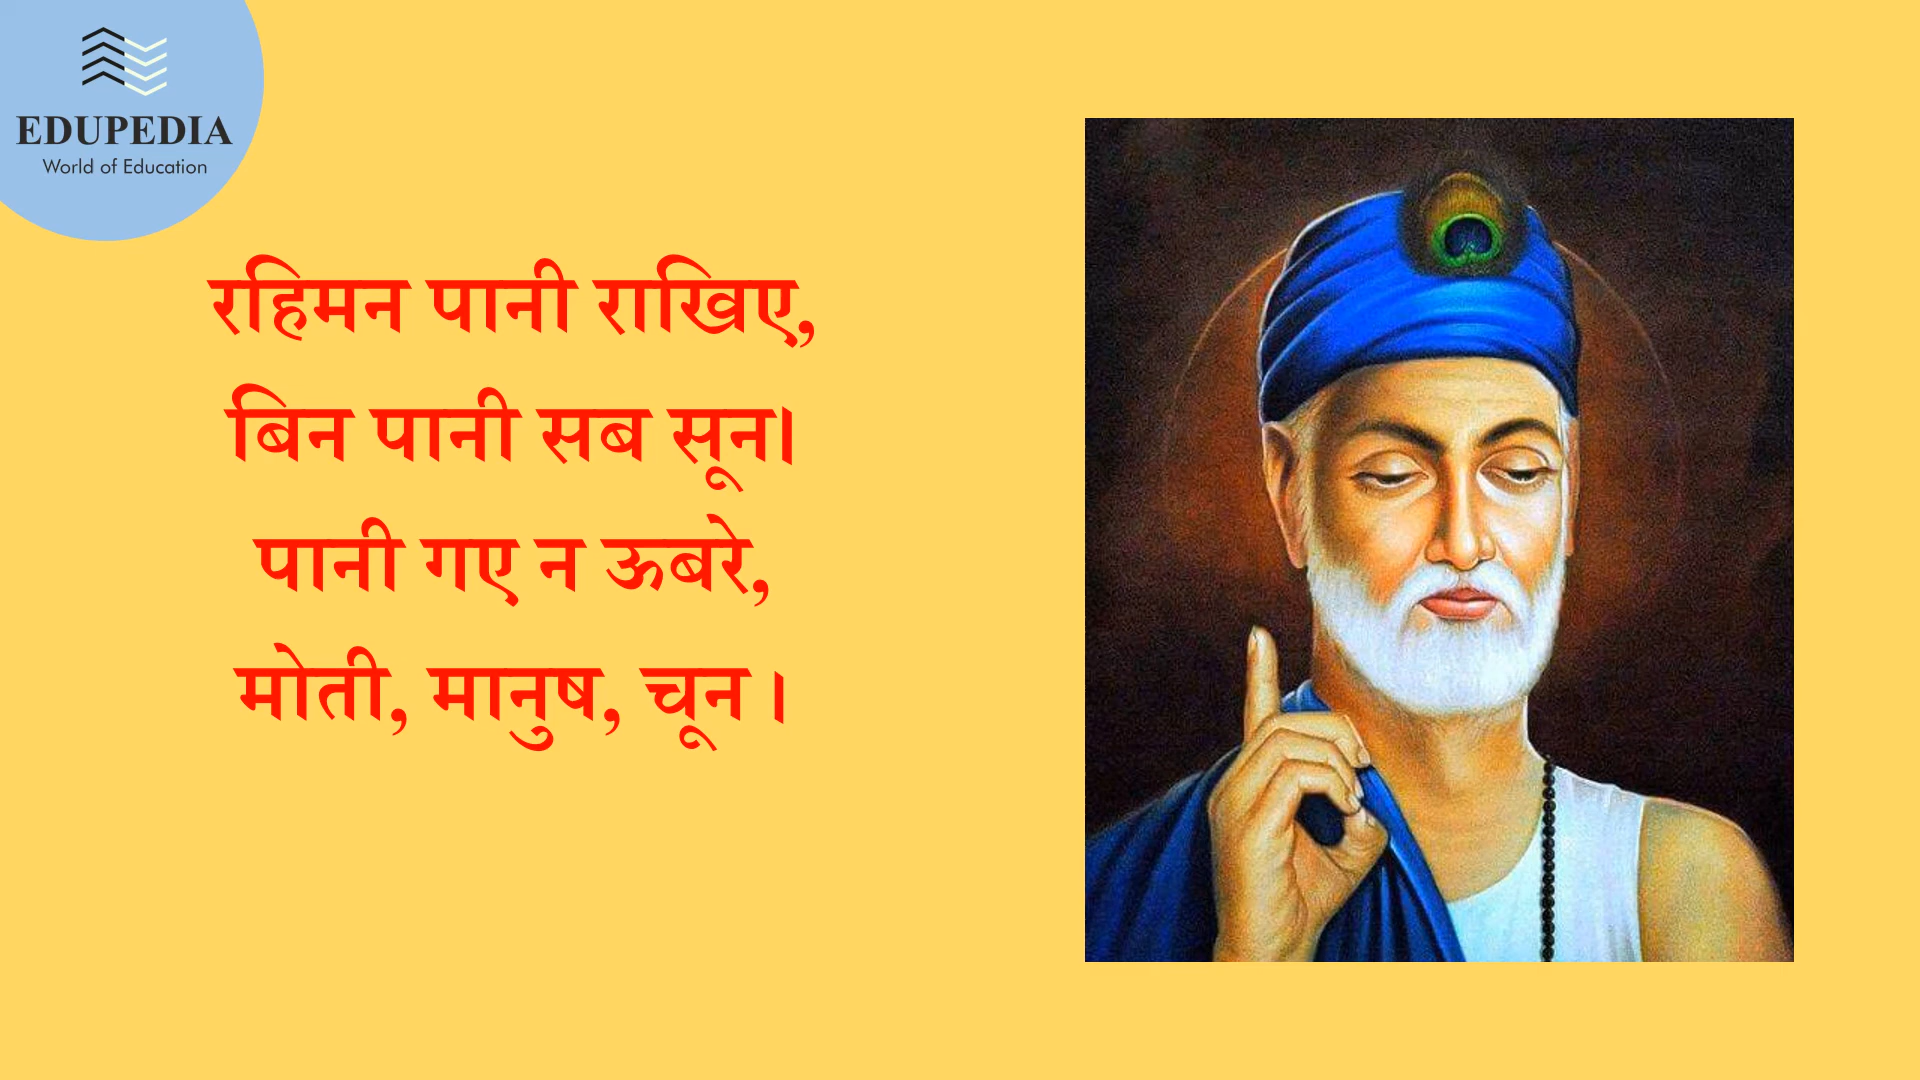 EDUPEDIA
World of Education
रहिमन पानी राखिए,
बिन पानी सब सून।
पानी गए न ऊबरे,
मोती, मानुष, चून ।